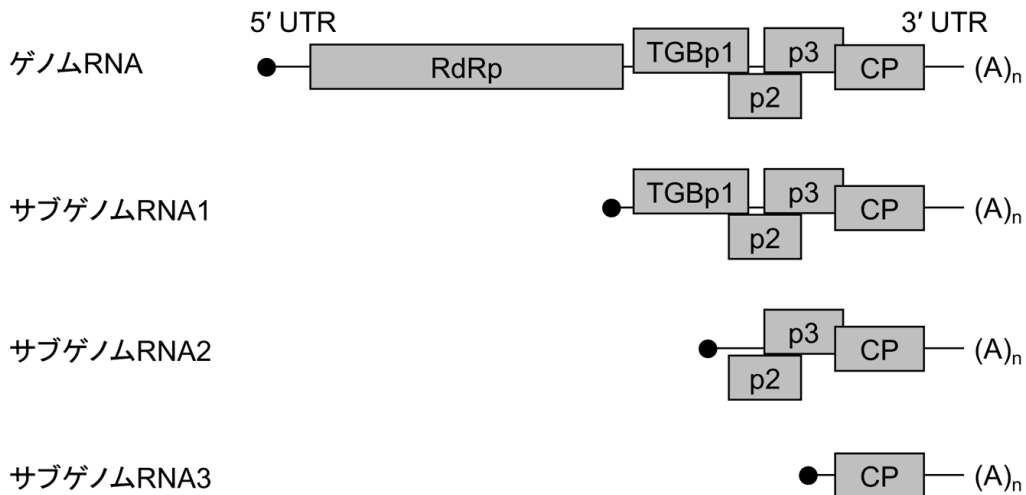 5′ UTR 3′ UTR
ゲノムRNA RdRp TGBp1 p2 p3 CP (A)n
サブゲノムRNA1 TGBp1 p2 p3 CP (A)n
サブゲノムRNA2 p2 p3 CP (A)n
サブゲノムRNA3 CP (A)n